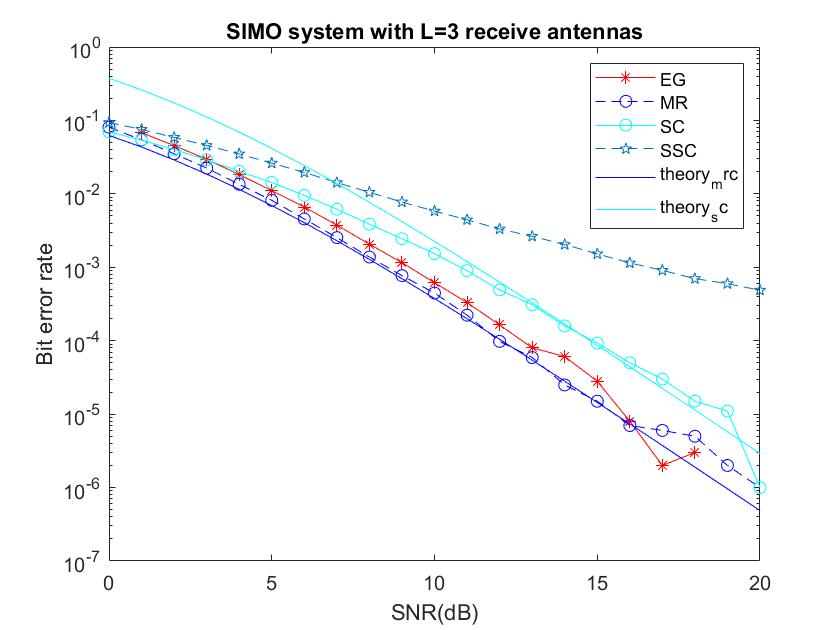 SIMO system with L=3 receive antennas
10^0
10^-1
10^-2
10^-3
10^-4
10^-5
10^-6
10^-7
Bit error rate
EG
MR
SC
SSC
theory_mrc
theory_sc
0 5 10 15 20
SNR(dB)